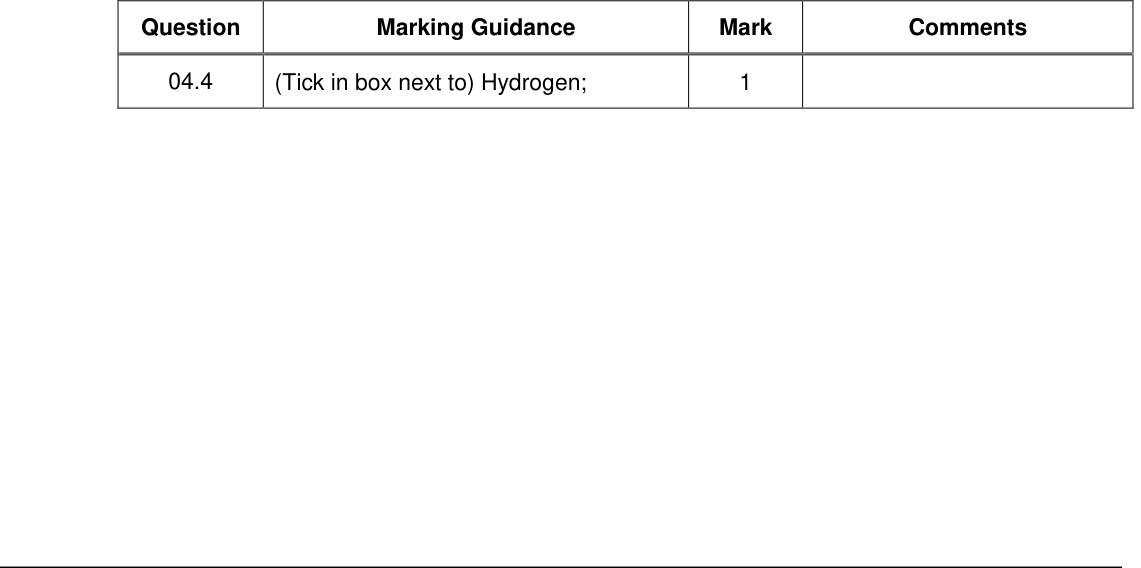 Question Marking Guidance Mark Comments
04.4 (Tick in box next to) Hydrogen; 1